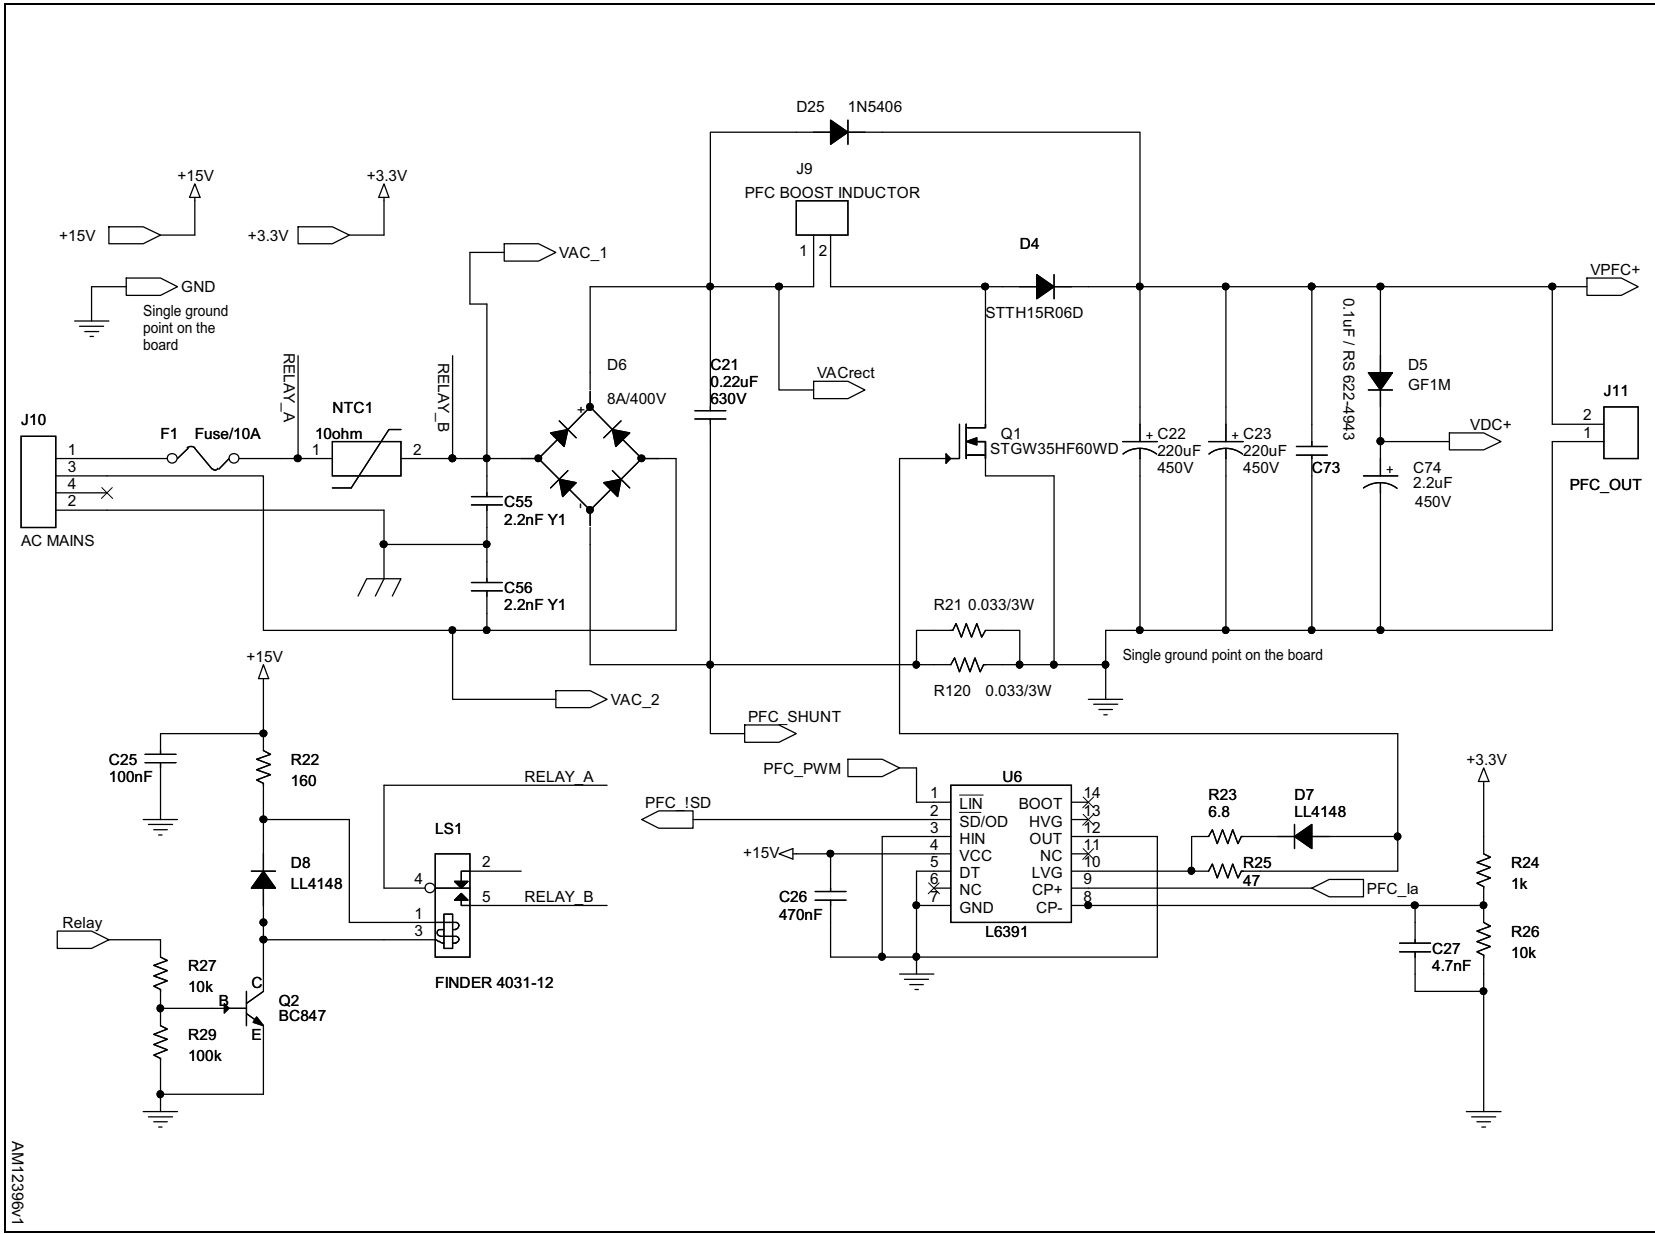 D25 1N5406
J9
PFC BOOST INDUCTOR
1 2
+15V
+3.3V
+15V
+3.3V
GND
Single ground
point on the
board
VAC_1
D4
STTH15R06D
VPFC+
RELAY_A
RELAY_B
NTC1
10ohm
1
2
J10
F1 Fuse/10A
1
3
4
2
AC MAINS
D6
8A/400V
+
-
C21
0.22uF
630V
VACrect
Q1
STGW35HF60WD
+ C22
220uF
450V
+ C23
220uF
450V
0.1uF / RS 622-4943
C73
D5
GF1M
VDC+
+ C74
2.2uF
450V
J11
2
1
PFC_OUT
C55
2.2nF Y1
C56
2.2nF Y1
R21 0.033/3W
R120 0.033/3W
Single ground point on the board
VAC_2
PFC_SHUNT
+15V
C25
100nF
R22
160
D8
LL4148
Relay
R27
10k
R29
100k
B
C
E
Q2
BC847
RELAY_A
LS1
4
2
5
RELAY_B
1
3
FINDER 4031-12
PFC_PWM
PFC_!SD
+15V
C26
470nF
U6
1 LIN BOOT 14
2 SD/OD HVG 13
3 HIN OUT 12
4 VCC NC 11
5 DT LVG 10
6 NC CP+ 9
7 GND CP- 8
L6391
R23
6.8
D7
LL4148
R25
47
PFC_Ia
+3.3V
R24
1k
R26
10k
C27
4.7nF
AM12396v1